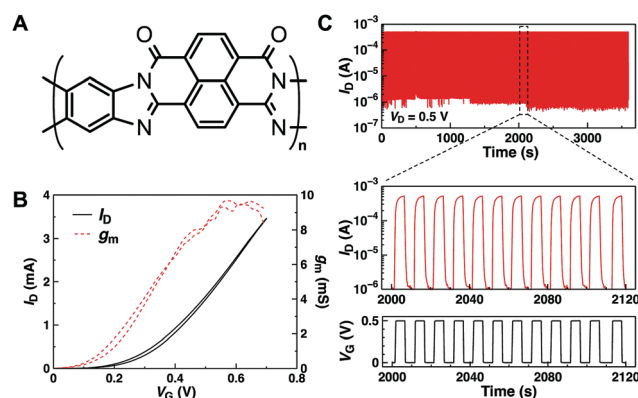 A
O
O
N
N
N
N
n
B
I_D
g_m
4
3
2
1
0
I_D (mA)
10
8
6
4
2
0
g_m (mS)
0
0.2
0.4
0.6
0.8
V_G (V)
C
10⁻³
10⁻⁴
10⁻⁵
10⁻⁶
10⁻⁷
I_D (A)
V_D = 0.5 V
0
1000
2000
3000
Time (s)
10⁻³
10⁻⁴
10⁻⁵
10⁻⁶
I_D (A)
2000
2040
2080
2120
Time (s)
0.5
0
V_G (V)
2000
2040
2080
2120
Time (s)